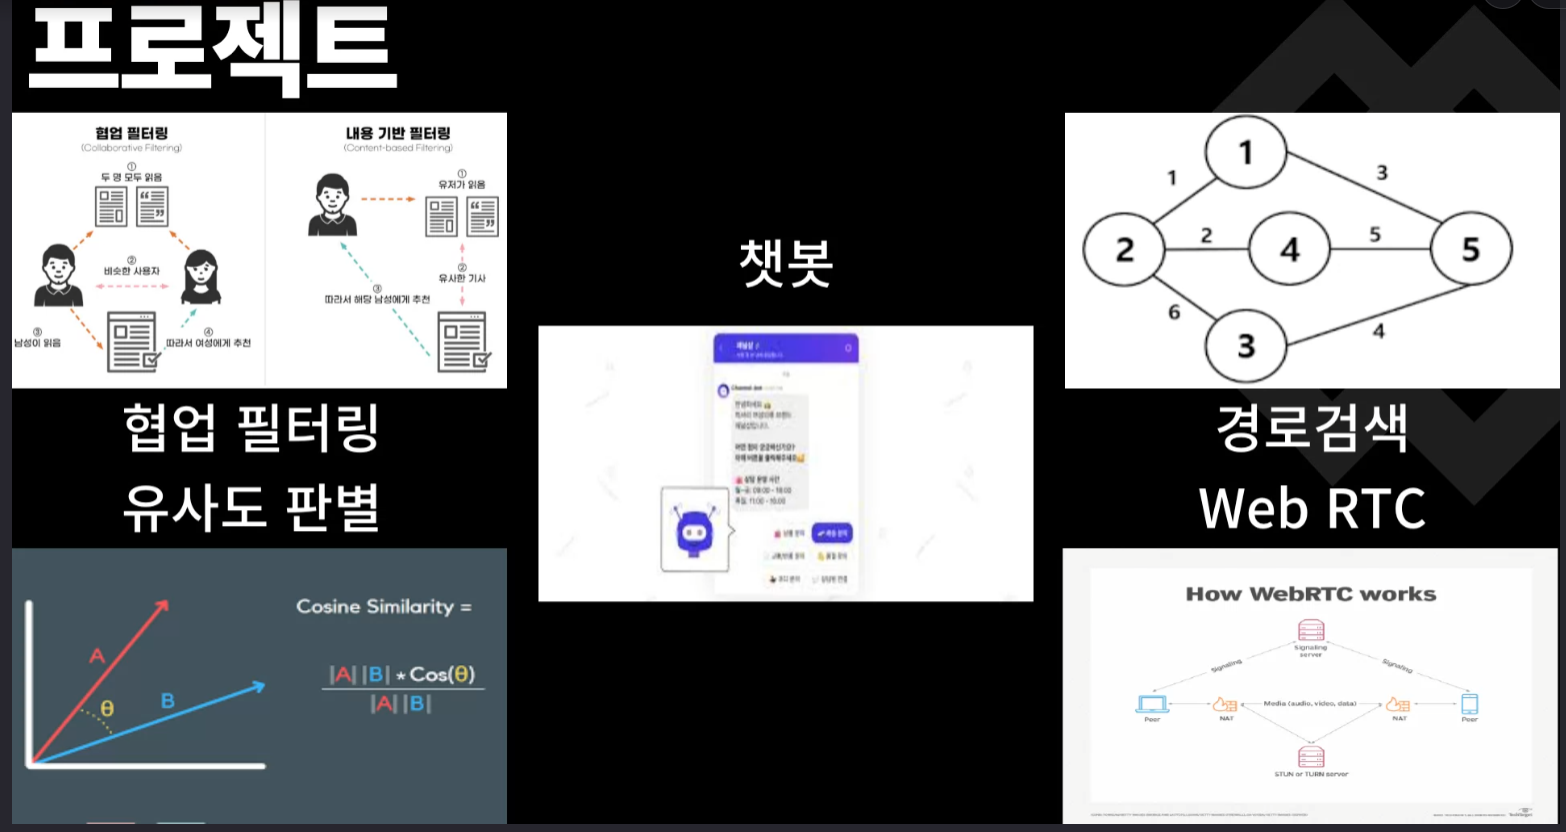 프로젝트
협업 필터링
(Collaborative Filtering)
①
두 명 모두 읽음
②
비슷한 사용자
③
남성이 읽음
④
따라서 여성에게 추천
내용 기반 필터링
(Content-based Filtering)
①
유저가 읽음
②
유사한 기사
③
따라서 해당 남성에게 추천
협업 필터링
유사도 판별
Cosine Similarity =
|A| |B| * Cos(θ)
|A| |B|
A
B
θ
챗봇
1
1
3
2
2
4
5
5
6
3
4
경로검색
Web RTC
How WebRTC works
Signaling
server
Signaling
Signaling
Media (audio, video, data)
Peer
NAT
NAT
Peer
STUN or TURN server